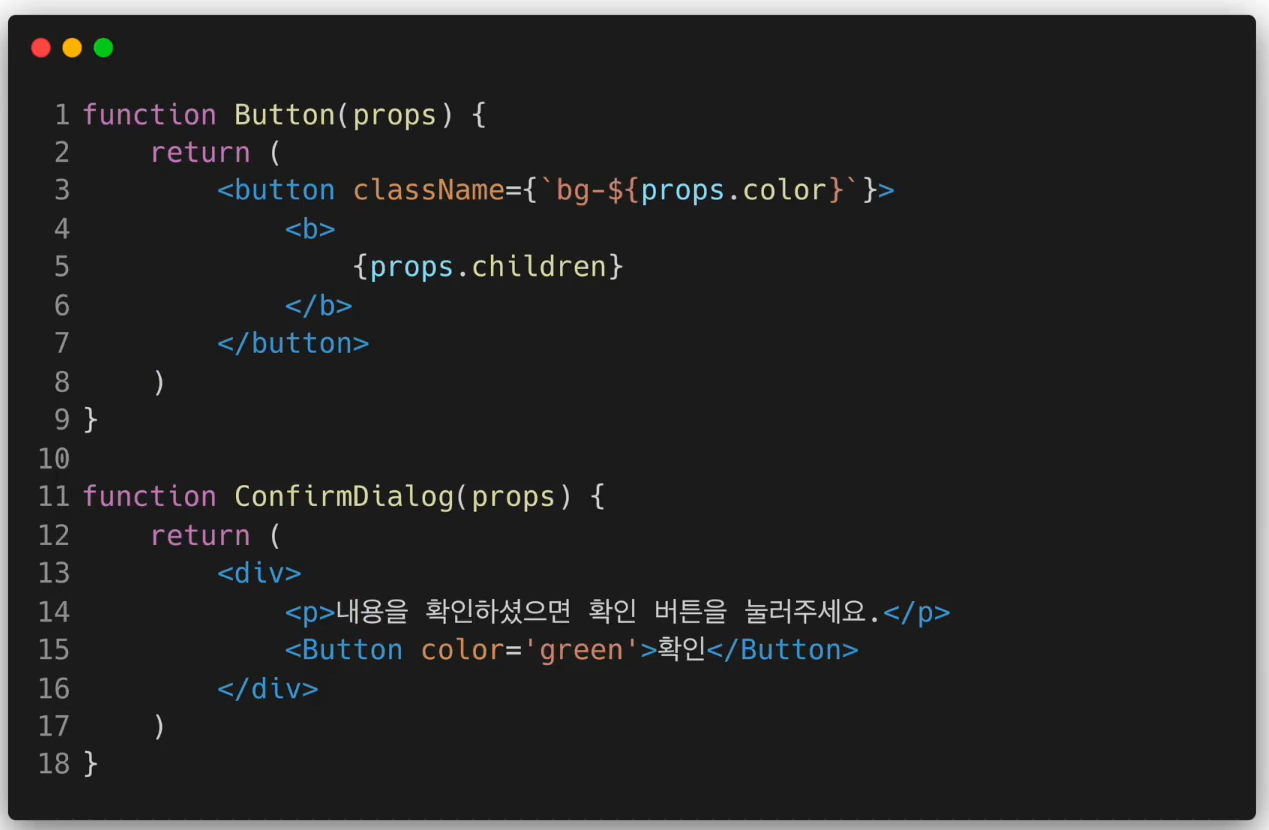 1 function Button(props) {
2     return (
3         <button className={`bg-${props.color}`}>
4             <b>
5                 {props.children}
6             </b>
7         </button>
8     )
9 }
10
11 function ConfirmDialog(props) {
12     return (
13         <div>
14             <p>내용을 확인하셨으면 확인 버튼을 눌러주세요.</p>
15             <Button color='green'>확인</Button>
16         </div>
17     )
18 }